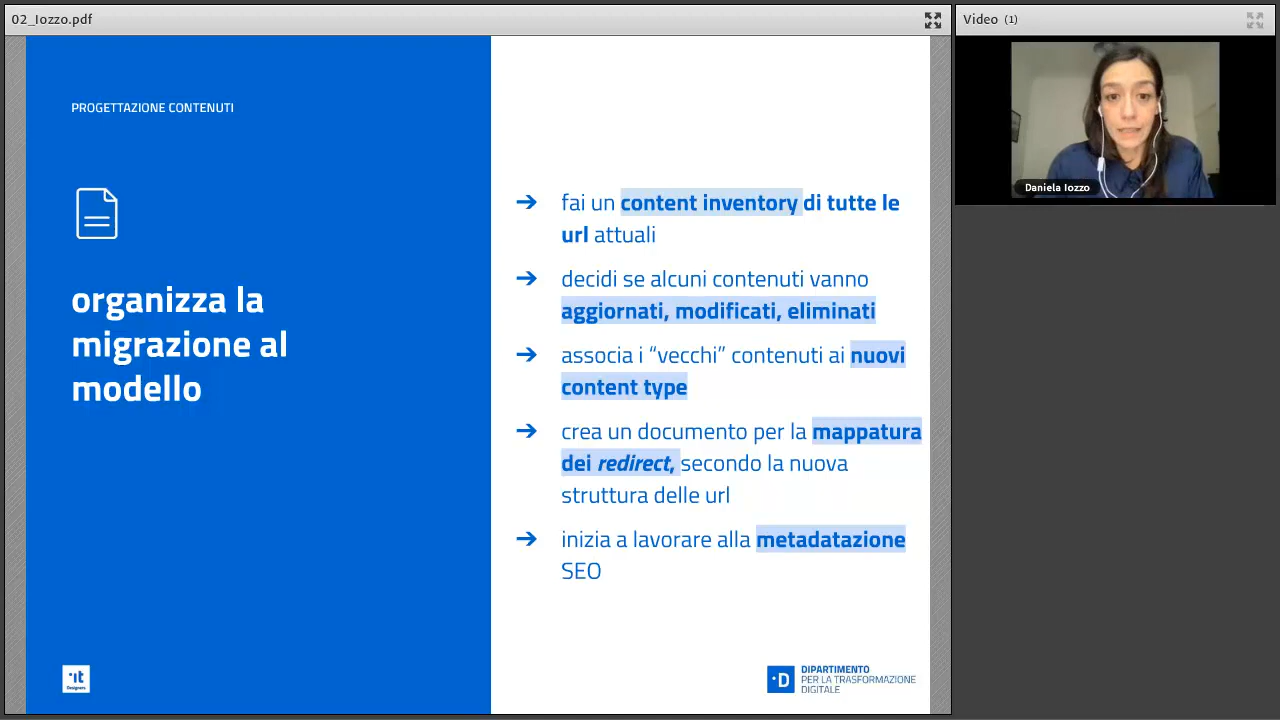 02_Iozzo.pdf
Video (1)
PROGETTAZIONE CONTENUTI
organizza la
migrazione al
modello
➔ fai un content inventory di tutte le
url attuali
➔ decidi se alcuni contenuti vanno
aggiornati, modificati, eliminati
➔ associa i “vecchi” contenuti ai nuovi
content type
➔ crea un documento per la mappatura
dei redirect, secondo la nuova
struttura delle url
➔ inizia a lavorare alla metadatazione
SEO
Daniela Iozzo
·it
Designers
·D
DIPARTIMENTO
PER LA TRASFORMAZIONE
DIGITALE